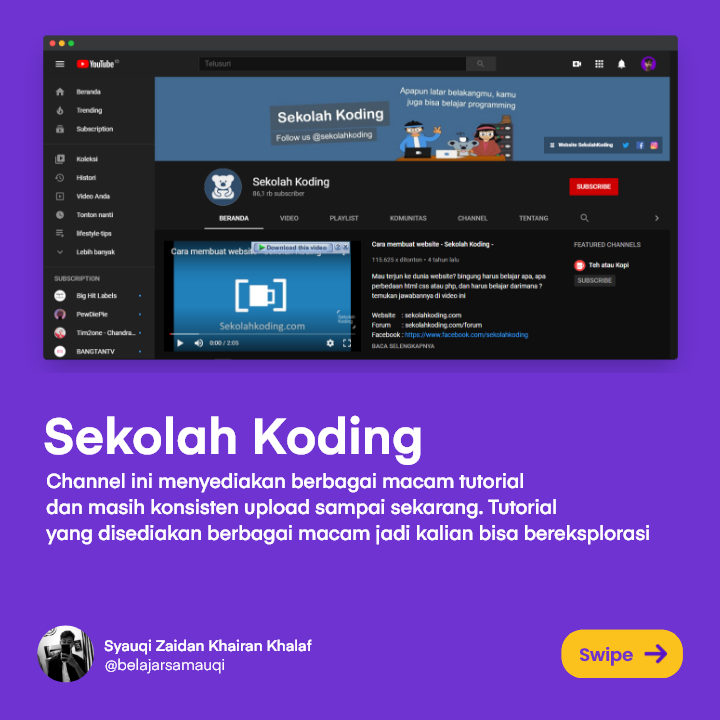 YouTube ID
Telusuri
Beranda
Trending
Subscription
Koleksi
Histori
Video Anda
Tonton nanti
lifestyle tips
Lebih banyak
SUBSCRIPTION
Big Hit Labels
PewDiePie
Tim2one - Chandra...
BANGTANTV
Sekolah Koding
Follow us @sekolahkoding
Apapun latar belakangmu, kamu
juga bisa belajar programming
Website SekolahKoding
Sekolah Koding
86,1 rb subscriber
SUBSCRIBE
BERANDA VIDEO PLAYLIST KOMUNITAS CHANNEL TENTANG
Cara membuat website - Sekolah Koding -
Download this video
Sekolahkoding.com
0:00 / 2:05
Cara membuat website - Sekolah Koding -
115.625 x ditonton • 4 tahun lalu
Mau terjun ke dunia website? bingung harus belajar apa, apa
perbedaan html css atau php, dan harus belajar darimana ?
temukan jawabannya di video ini
Website : sekolahkoding.com
Forum : sekolahkoding.com/forum
Facebook : https://www.facebook.com/sekolahkoding
BACA SELENGKAPNYA
FEATURED CHANNELS
Teh atau Kopi
SUBSCRIBE
Sekolah Koding
Channel ini menyediakan berbagai macam tutorial
dan masih konsisten upload sampai sekarang. Tutorial
yang disediakan berbagai macam jadi kalian bisa bereksplorasi
Syauqi Zaidan Khairan Khalaf
@belajarsamauqi
Swipe